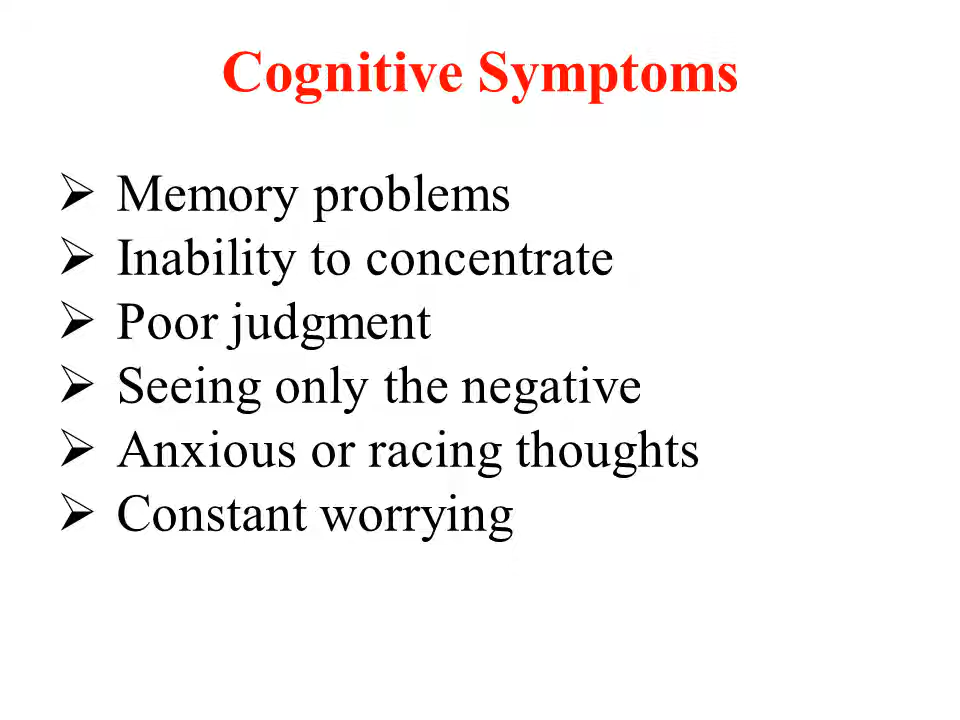 Cognitive Symptoms
➢ Memory problems
➢ Inability to concentrate
➢ Poor judgment
➢ Seeing only the negative
➢ Anxious or racing thoughts
➢ Constant worrying